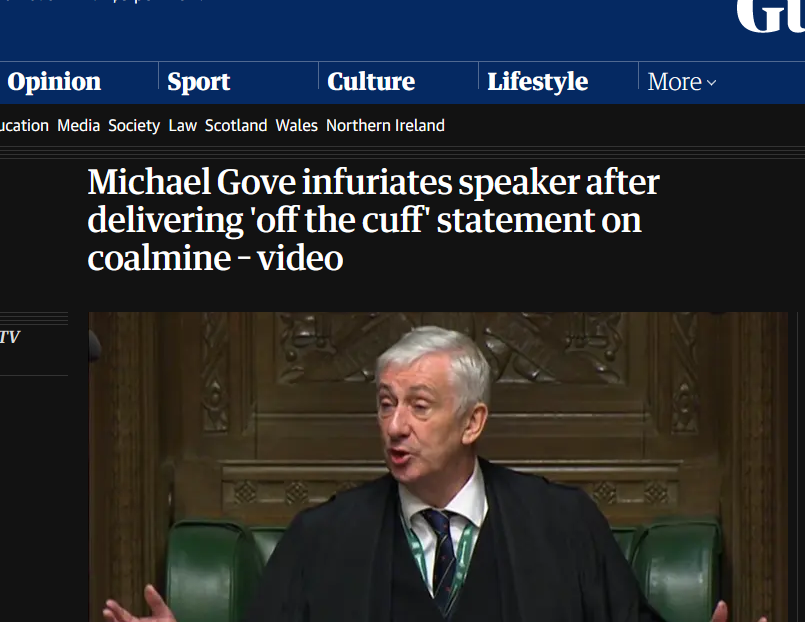 Gu
Opinion Sport Culture Lifestyle More
ucation Media Society Law Scotland Wales Northern Ireland
Michael Gove infuriates speaker after
delivering 'off the cuff' statement on
coalmine – video
TV